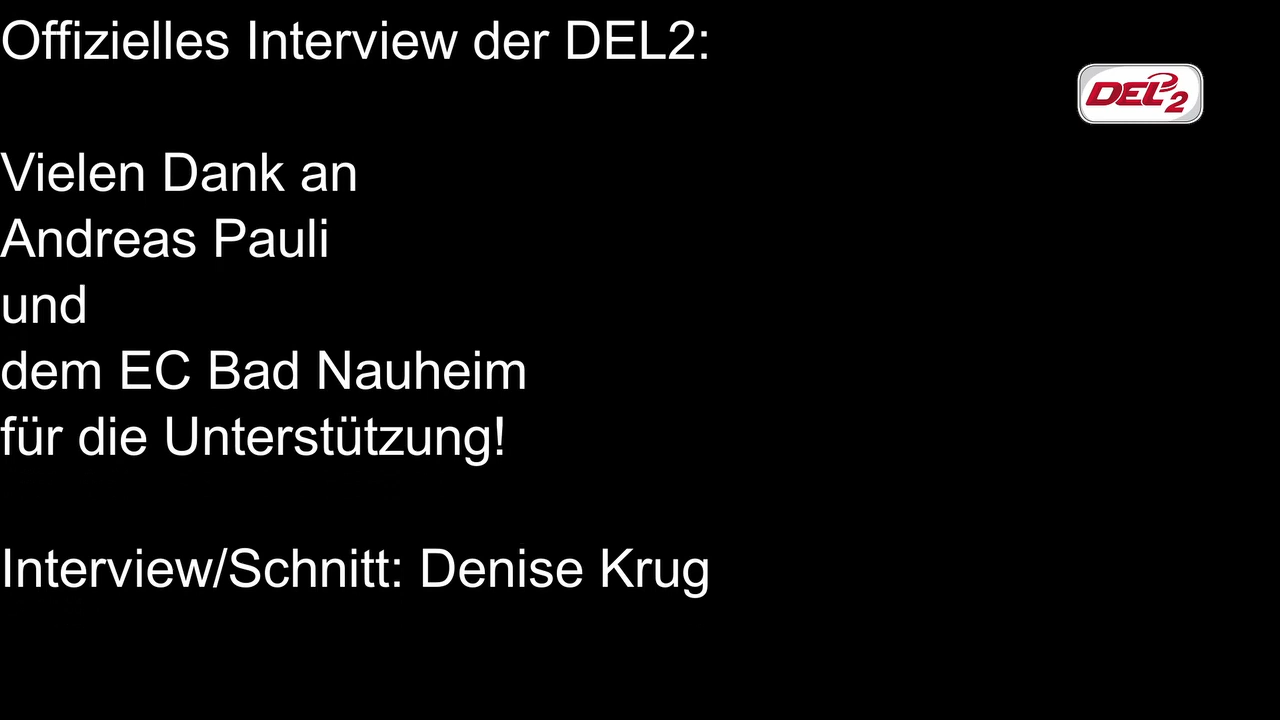 Offizielles Interview der DEL2:
DEL2
Vielen Dank an
Andreas Pauli
und
dem EC Bad Nauheim
für die Unterstützung!
Interview/Schnitt: Denise Krug